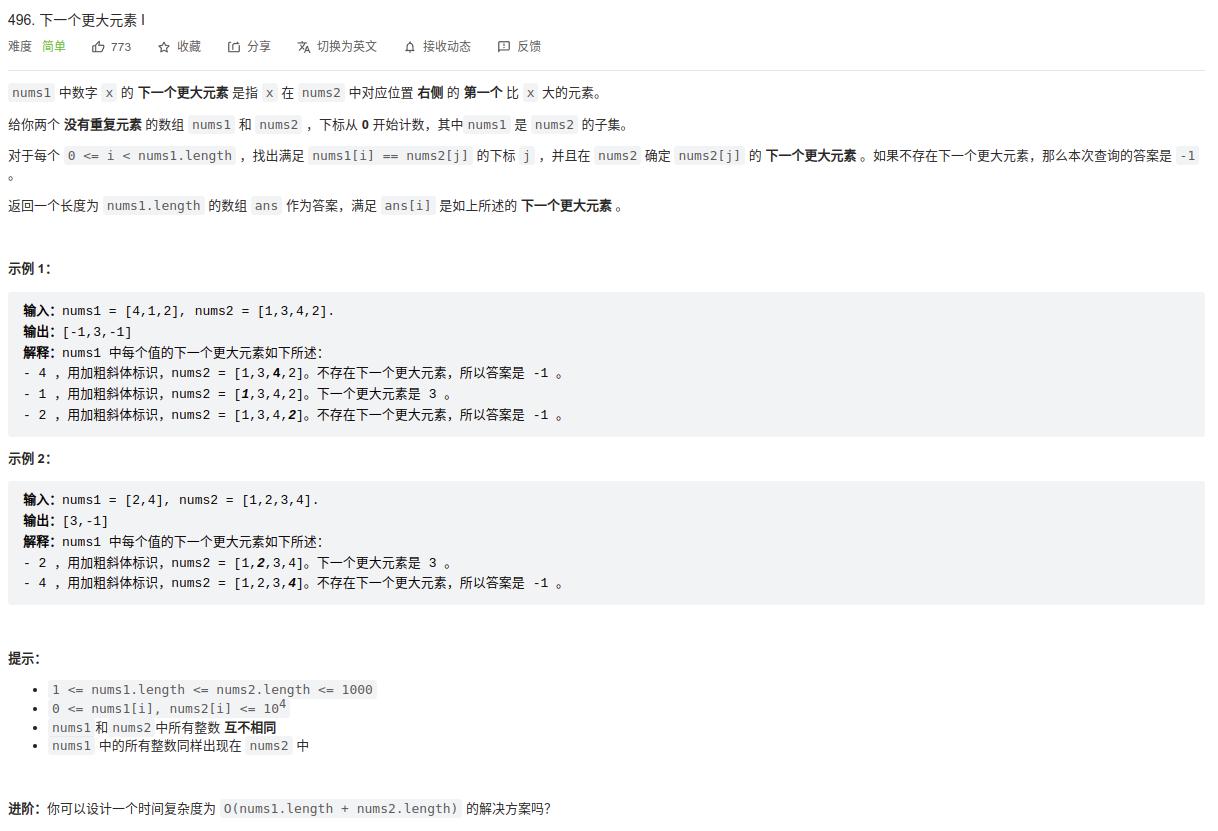 496. 下一个更大元素 I
难度 简单 773 收藏 分享 切换为英文 接收动态 反馈
nums1 中数字 x 的 下一个更大元素 是指 x 在 nums2 中对应位置 右侧 的 第一个 比 x 大的元素。
给你两个 没有重复元素 的数组 nums1 和 nums2 ，下标从 0 开始计数，其中nums1 是 nums2 的子集。
对于每个 0 <= i < nums1.length ，找出满足 nums1[i] == nums2[j] 的下标 j ，并且在 nums2 确定 nums2[j] 的 下一个更大元素 。如果不存在下一个更大元素，那么本次查询的答案是 -1
。
返回一个长度为 nums1.length 的数组 ans 作为答案，满足 ans[i] 是如上所述的 下一个更大元素 。
示例 1：
输入：nums1 = [4,1,2], nums2 = [1,3,4,2].
输出：[-1,3,-1]
解释：nums1 中每个值的下一个更大元素如下所述：
- 4 ，用加粗斜体标识，nums2 = [1,3,4,2]。不存在下一个更大元素，所以答案是 -1 。
- 1 ，用加粗斜体标识，nums2 = [1,3,4,2]。下一个更大元素是 3 。
- 2 ，用加粗斜体标识，nums2 = [1,3,4,2]。不存在下一个更大元素，所以答案是 -1 。
示例 2：
输入：nums1 = [2,4], nums2 = [1,2,3,4].
输出：[3,-1]
解释：nums1 中每个值的下一个更大元素如下所述：
- 2 ，用加粗斜体标识，nums2 = [1,2,3,4]。下一个更大元素是 3 。
- 4 ，用加粗斜体标识，nums2 = [1,2,3,4]。不存在下一个更大元素，所以答案是 -1 。
提示：
• 1 <= nums1.length <= nums2.length <= 1000
• 0 <= nums1[i], nums2[i] <= 10⁴
• nums1 和 nums2 中所有整数 互不相同
• nums1 中的所有整数同样出现在 nums2 中
进阶：你可以设计一个时间复杂度为 O(nums1.length + nums2.length) 的解决方案吗？